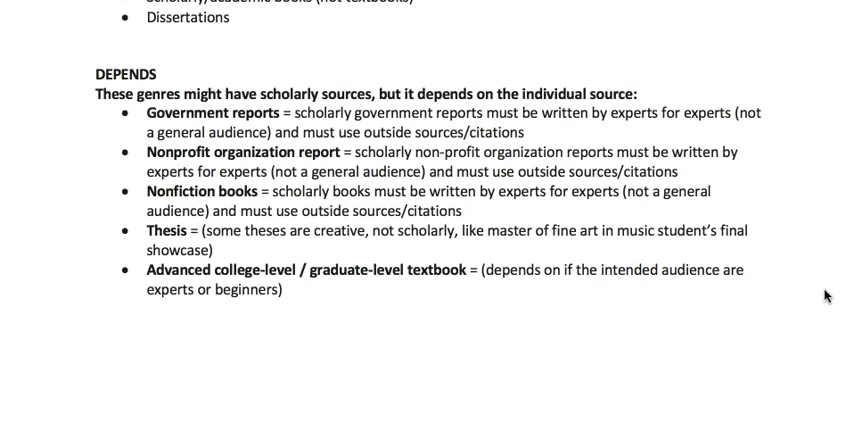 Scholarly/academic books (not textbooks)
• Dissertations
DEPENDS
These genres might have scholarly sources, but it depends on the individual source:
• Government reports = scholarly government reports must be written by experts for experts (not
a general audience) and must use outside sources/citations
• Nonprofit organization report = scholarly non-profit organization reports must be written by
experts for experts (not a general audience) and must use outside sources/citations
• Nonfiction books = scholarly books must be written by experts for experts (not a general
audience) and must use outside sources/citations
• Thesis = (some theses are creative, not scholarly, like master of fine art in music student’s final
showcase)
• Advanced college-level / graduate-level textbook = (depends on if the intended audience are
experts or beginners)